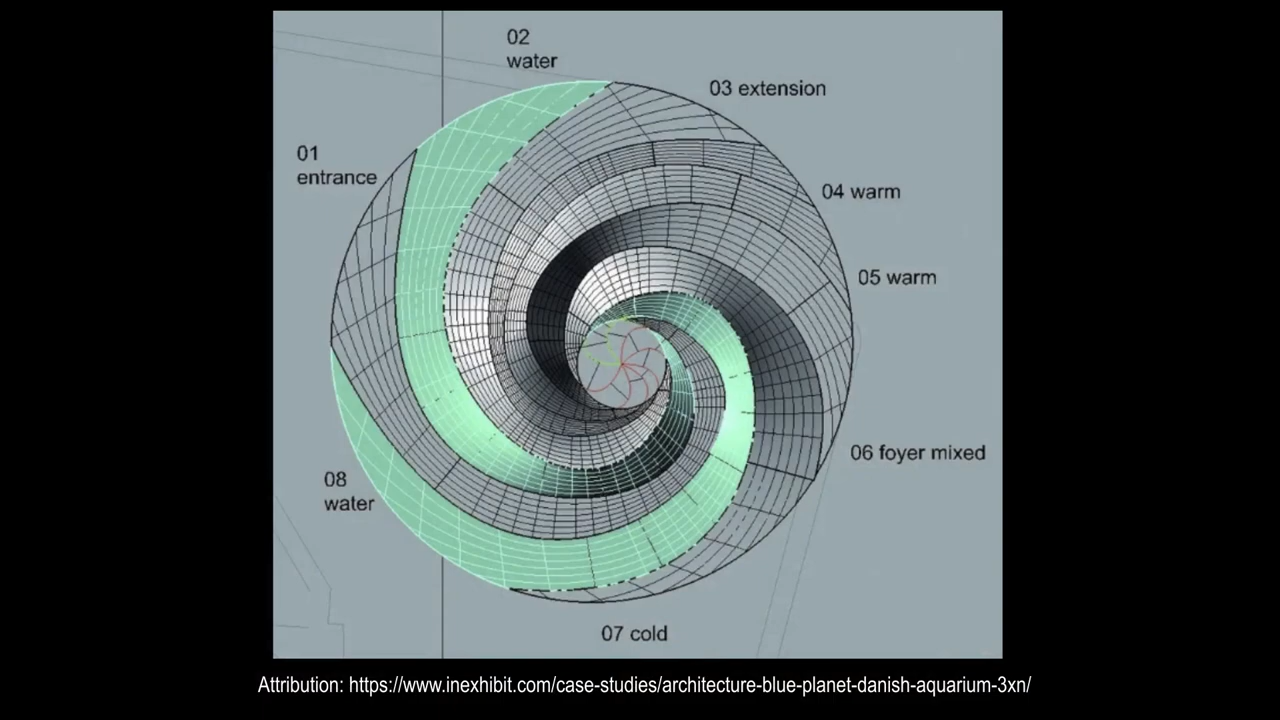 02
water
03 extension
01
entrance
04 warm
05 warm
06 foyer mixed
08
water
07 cold
Attribution: https://www.inexhibit.com/case-studies/architecture-blue-planet-danish-aquarium-3xn/